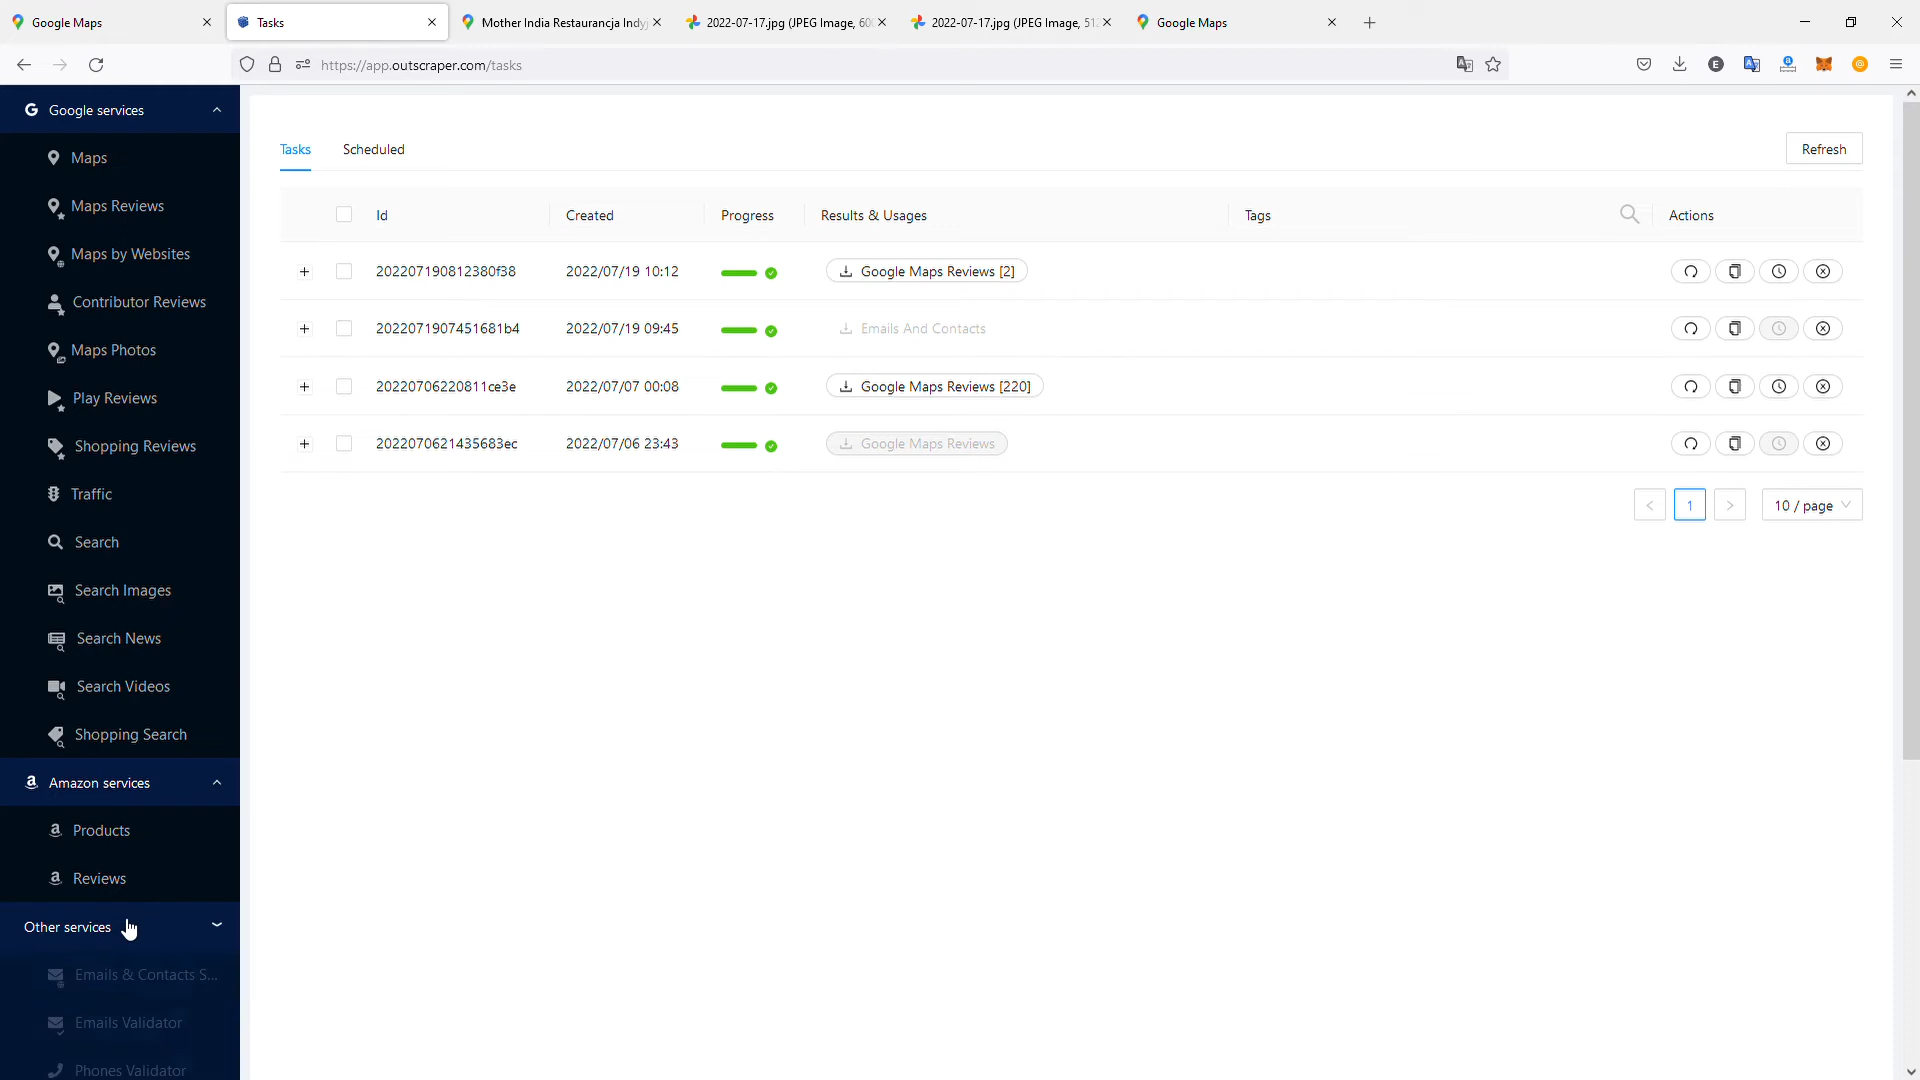 Google Maps
Tasks
Mother India Restaurancja Indyj
2022-07-17.jpg (JPEG Image, 600
2022-07-17.jpg (JPEG Image, 512
Google Maps
https://app.outscraper.com/tasks
Google services
Maps
Maps Reviews
Maps by Websites
Contributor Reviews
Maps Photos
Play Reviews
Shopping Reviews
Traffic
Search
Search Images
Search News
Search Videos
Shopping Search
Amazon services
Products
Reviews
Other services
Emails & Contacts S...
Emails Validator
Phones Validator
Tasks Scheduled
Refresh
Id Created Progress Results & Usages Tags Actions
202207190812380f38 2022/07/19 10:12 Google Maps Reviews [2]
2022071907451681b4 2022/07/19 09:45 Emails And Contacts
20220706220811ce3e 2022/07/07 00:08 Google Maps Reviews [220]
2022070621435683ec 2022/07/06 23:43 Google Maps Reviews
< 1 > 10 / page